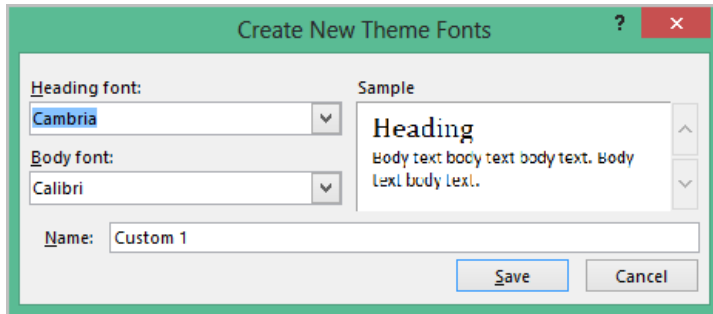 Create New Theme Fonts ?
Heading font:
Cambria
Body font:
Calibri
Sample
Heading
Body text body text body text. Body
text body text.
Name: Custom 1
Save Cancel